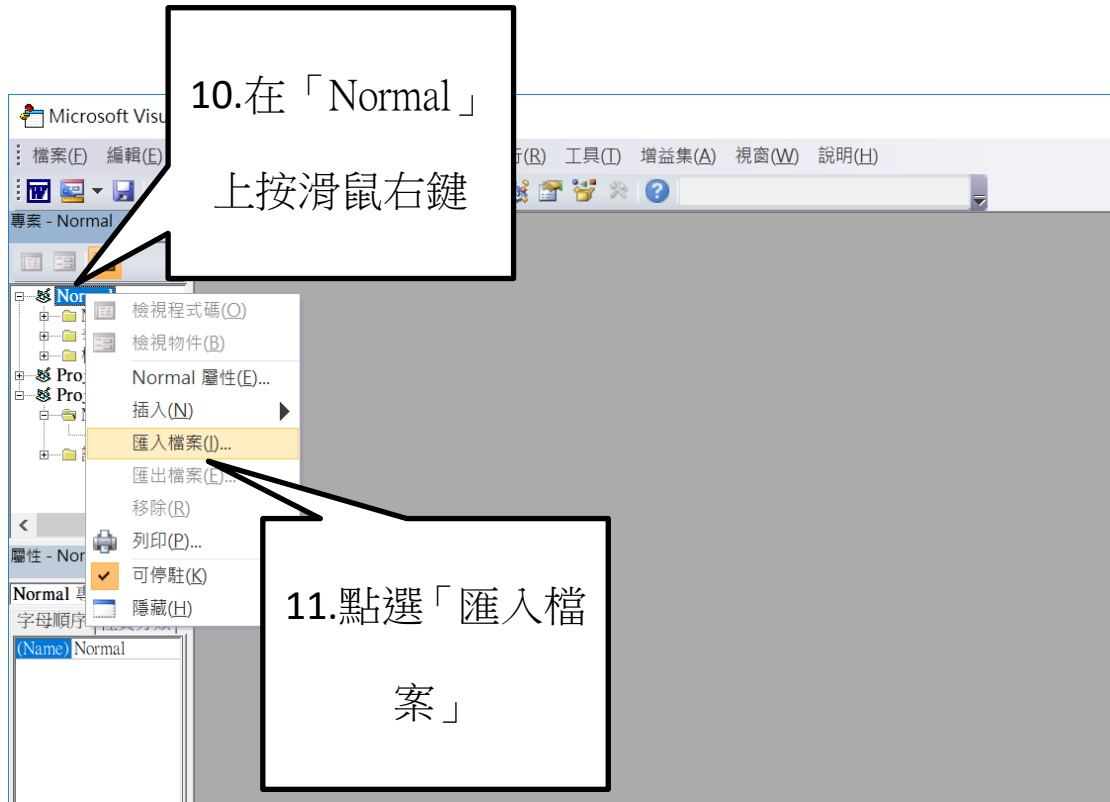 10.在「Normal」
上按滑鼠右鍵
Microsoft Visu
檔案(F) 編輯(E) (R) 工具(T) 增益集(A) 視窗(W) 說明(H)
專案 - Normal
Nor
Pro
Pro
檢視程式碼(O)
檢視物件(B)
Normal 屬性(E)...
插入(N)
匯入檔案(I)...
匯出檔案(E)...
移除(R)
列印(P)...
可停駐(K)
隱藏(H)
屬性 - Nor
Normal
字母順序
(Name) Normal
11.點選「匯入檔
案」